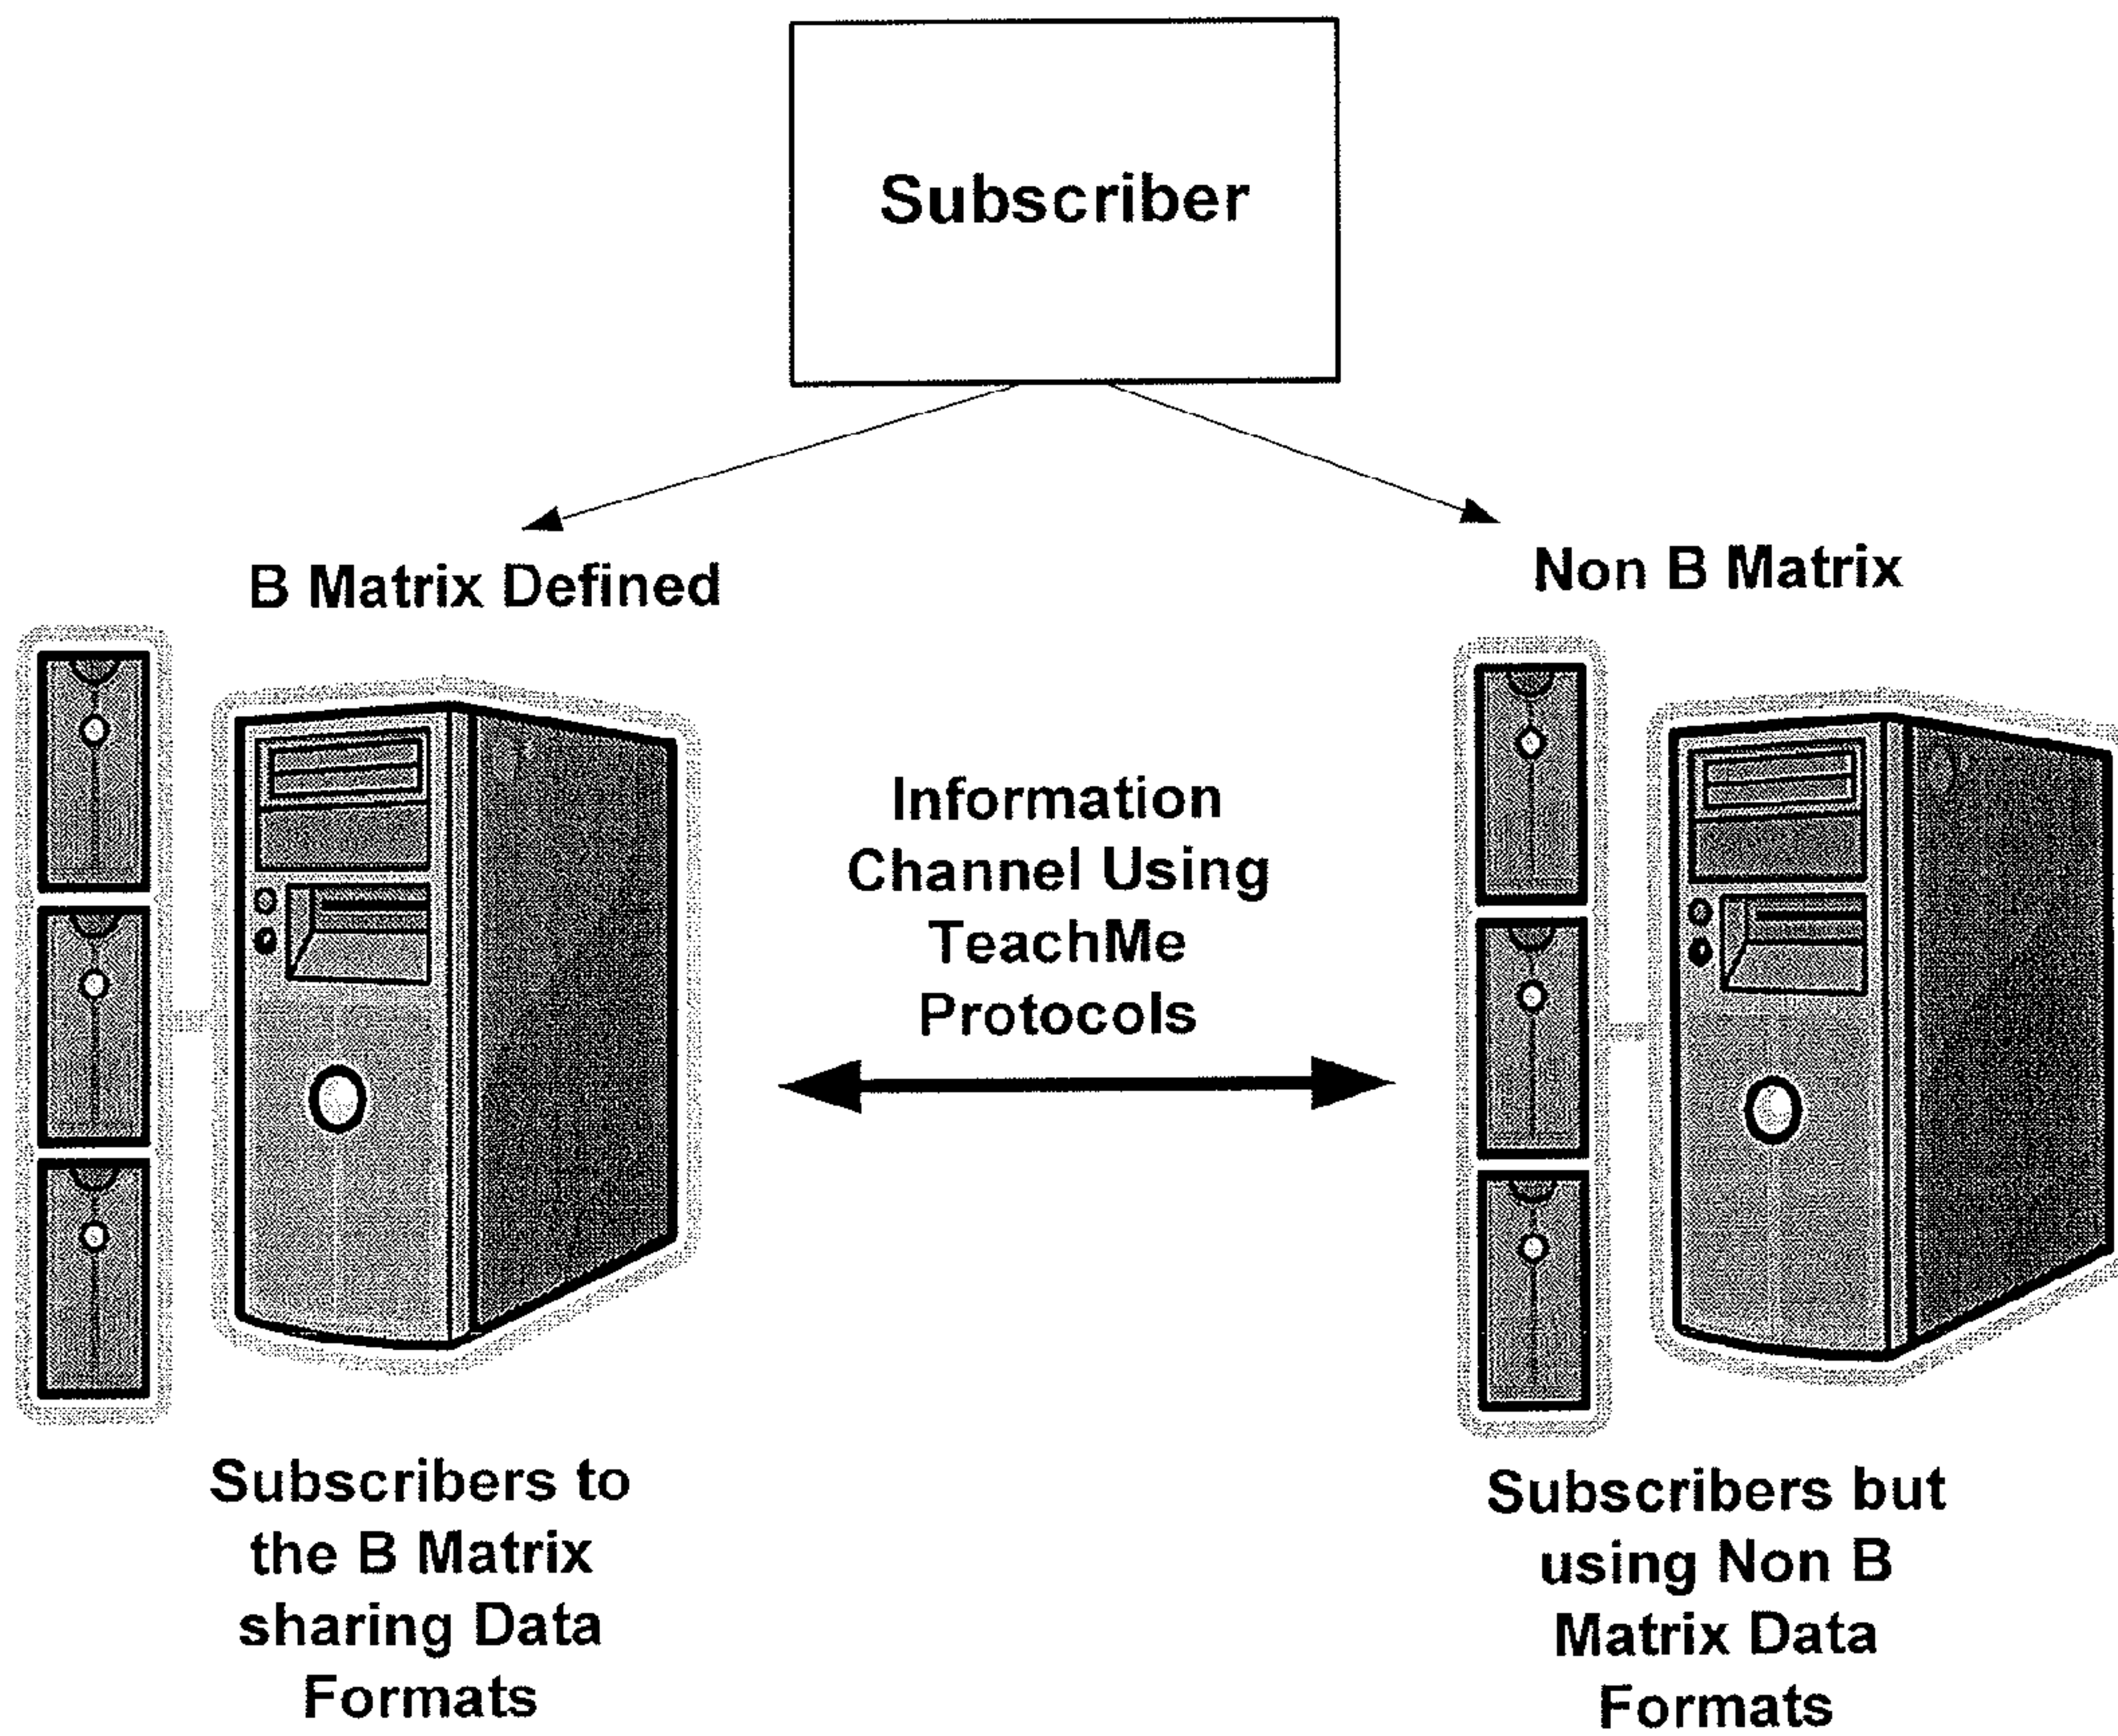 Subscriber
B Matrix Defined
Non B Matrix
Information
Channel Using
TeachMe
Protocols
Subscribers to
the B Matrix
sharing Data
Formats
Subscribers but
using Non B
Matrix Data
Formats